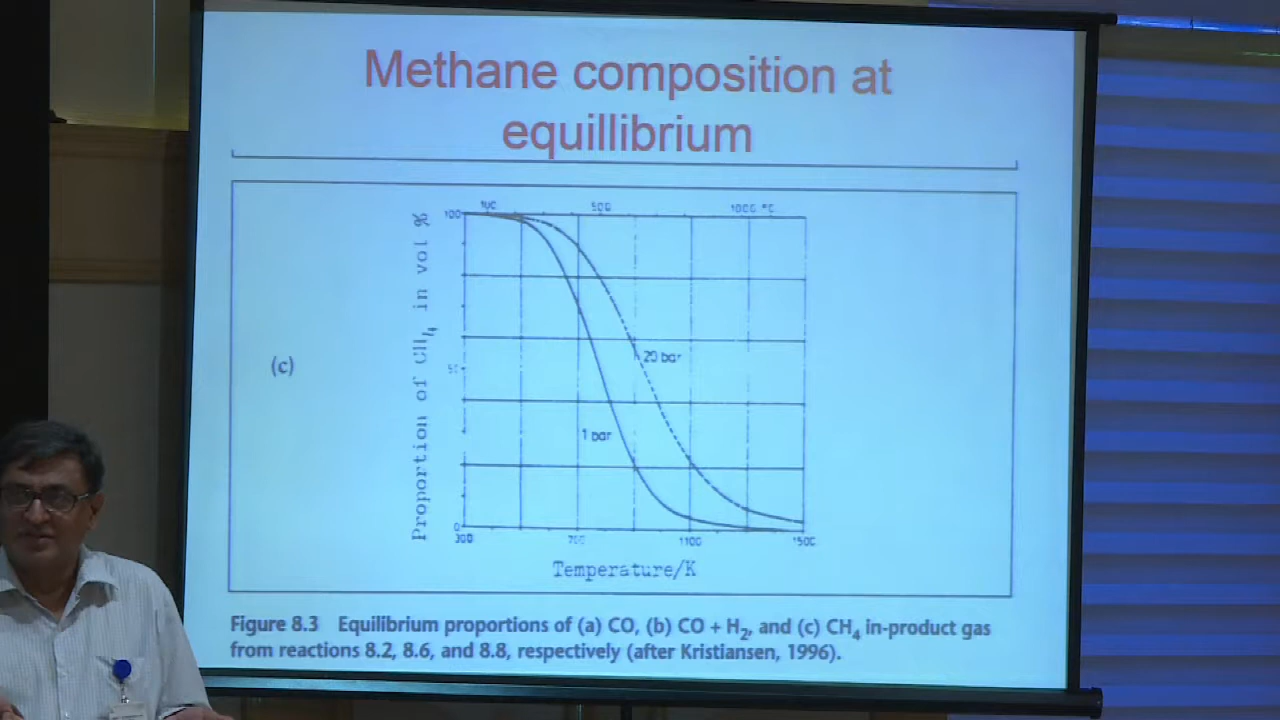 Methane composition at
equillibrium
100 500 1000 °C
100
Proportion of CH4 in vol %
(c)
50
20 bar
1 bar
0
300 700 1100 1500
Temperature/K
Figure 8.3 Equilibrium proportions of (a) CO, (b) CO + H2, and (c) CH4 in-product gas
from reactions 8.2, 8.6, and 8.8, respectively (after Kristiansen, 1996).